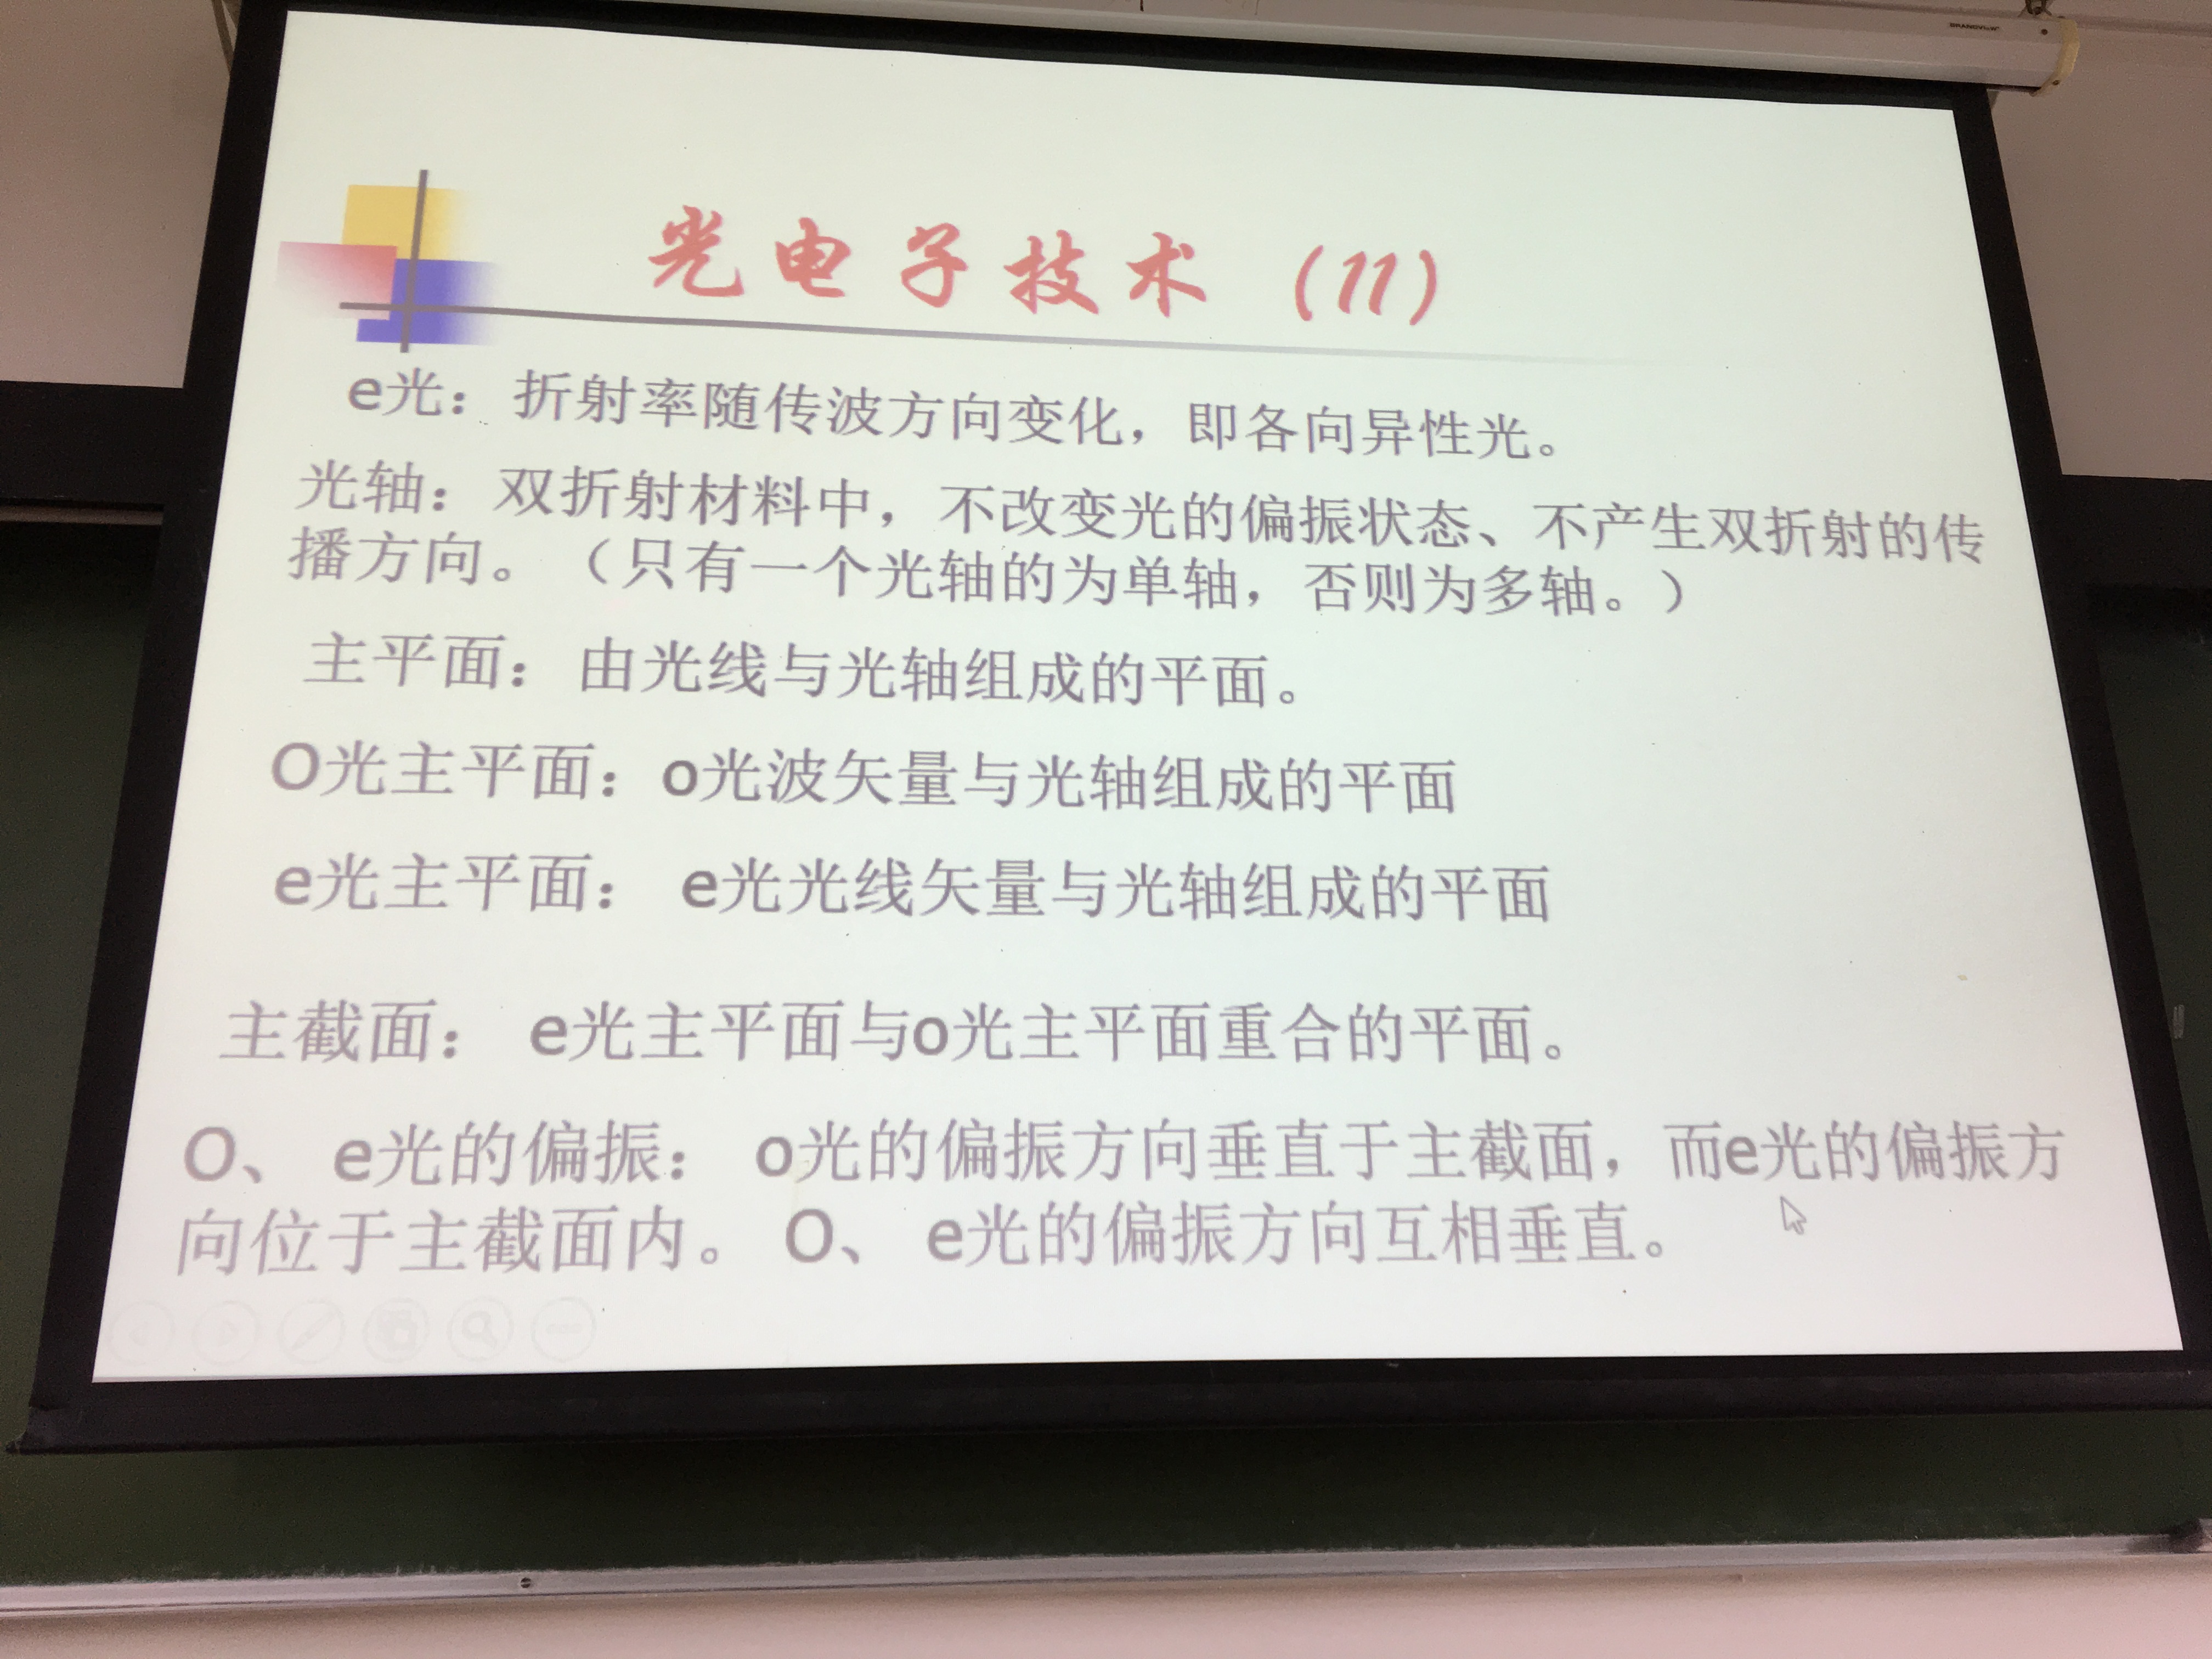 光电子技术（11）
e光：折射率随传波方向变化，即各向异性光。
光轴：双折射材料中，不改变光的偏振状态、不产生双折射的传
播方向。（只有一个光轴的为单轴，否则为多轴。）
主平面：由光线与光轴组成的平面。
O光主平面：o光波矢量与光轴组成的平面
e光主平面： e光光线矢量与光轴组成的平面
主截面： e光主平面与o光主平面重合的平面。
O、 e光的偏振： o光的偏振方向垂直于主截面，而e光的偏振方
向位于主截面内。 O、 e光的偏振方向互相垂直。